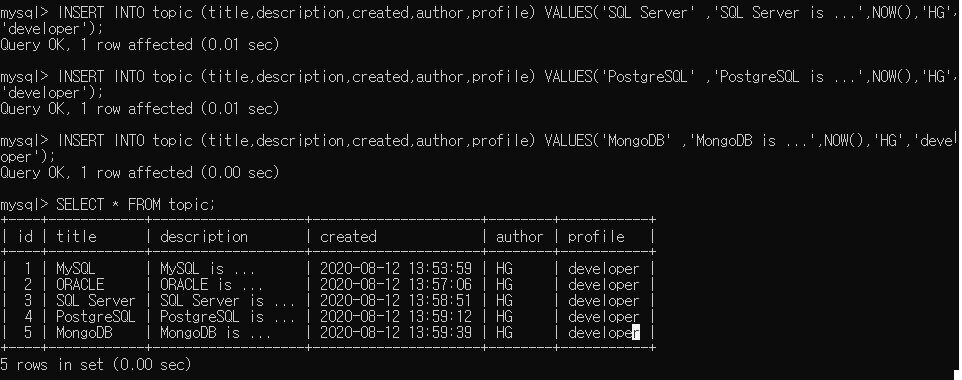 mysql> INSERT INTO topic (title,description,created,author,profile) VALUES('SQL Server' ,'SQL Server is ...',NOW(),'HG',
'developer');
Query OK, 1 row affected (0.01 sec)
mysql> INSERT INTO topic (title,description,created,author,profile) VALUES('PostgreSQL' ,'PostgreSQL is ...',NOW(),'HG',
'developer');
Query OK, 1 row affected (0.01 sec)
mysql> INSERT INTO topic (title,description,created,author,profile) VALUES('MongoDB' ,'MongoDB is ...',NOW(),'HG','devel
oper');
Query OK, 1 row affected (0.00 sec)
mysql> SELECT * FROM topic;
+----+------------+-------------------+---------------------+--------+-----------+
| id | title | description | created | author | profile |
+----+------------+-------------------+---------------------+--------+-----------+
| 1 | MySQL | MySQL is ... | 2020-08-12 13:53:59 | HG | developer |
| 2 | ORACLE | ORACLE is ... | 2020-08-12 13:57:06 | HG | developer |
| 3 | SQL Server | SQL Server is ... | 2020-08-12 13:58:51 | HG | developer |
| 4 | PostgreSQL | PostgreSQL is ... | 2020-08-12 13:59:12 | HG | developer |
| 5 | MongoDB | MongoDB is ... | 2020-08-12 13:59:39 | HG | developer |
+----+------------+-------------------+---------------------+--------+-----------+
5 rows in set (0.00 sec)